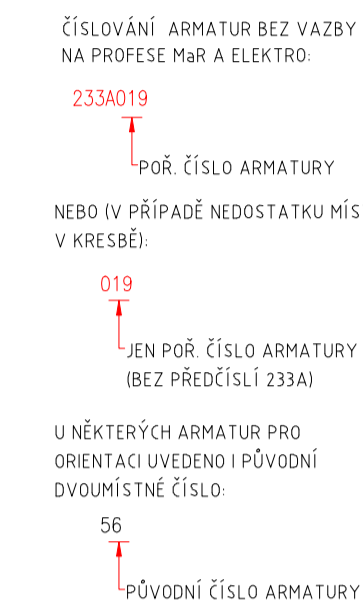 ČÍSLOVÁNÍ ARMATUR BEZ VAZBY
NA PROFESE MaR A ELEKTRO:
233A019
POŘ. ČÍSLO ARMATURY
NEBO (V PŘÍPADĚ NEDOSTATKU MÍS
V KRESBĚ):
019
JEN POŘ. ČÍSLO ARMATURY
(BEZ PŘEDČÍSLÍ 233A)
U NĚKTERÝCH ARMATUR PRO
ORIENTACI UVEDENO I PŮVODNÍ
DVOUMÍSTNÉ ČÍSLO:
56
PŮVODNÍ ČÍSLO ARMATURY